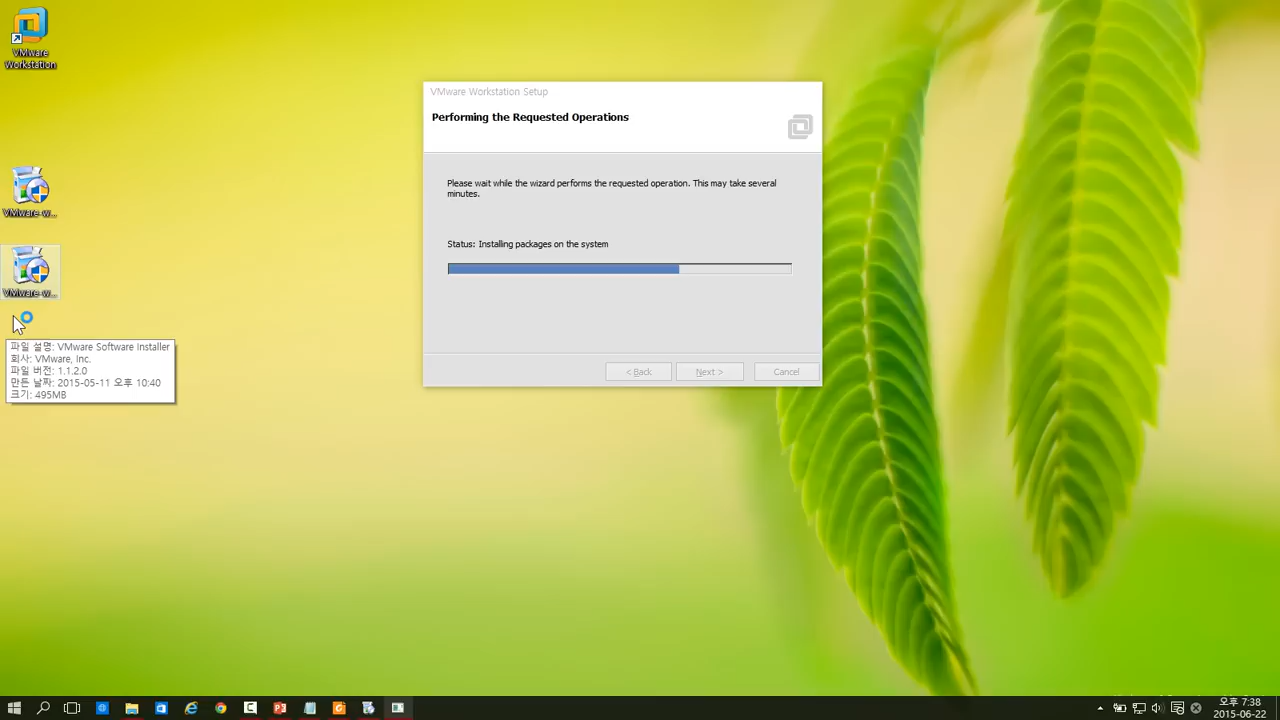 VMware
Workstation
VMware-w...
VMware-w...
파일 설명: VMware Software Installer
회사: VMware, Inc.
파일 버전: 1.1.2.0
만든 날짜: 2015-05-11 오후 10:40
크기: 495MB
VMware Workstation Setup
Performing the Requested Operations
Please wait while the wizard performs the requested operation. This may take several
minutes.
Status: Installing packages on the system
< Back
Next >
Cancel
오후 7:38
2015-06-22